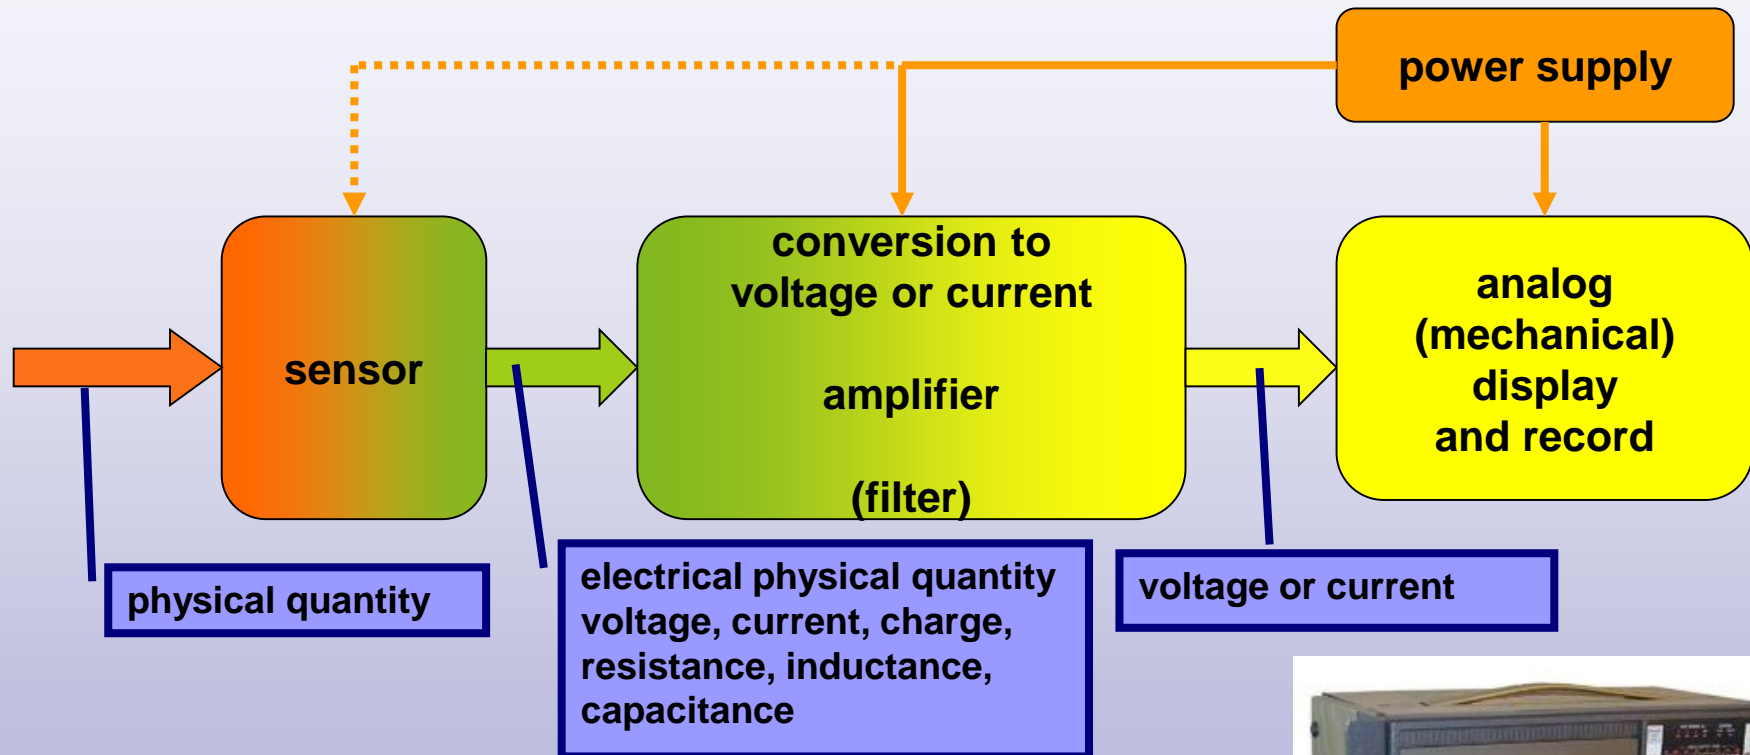 power supply
sensor
conversion to
voltage or current
amplifier
(filter)
analog
(mechanical)
display
and record
physical quantity
electrical physical quantity
voltage, current, charge,
resistance, inductance,
capacitance
voltage or current